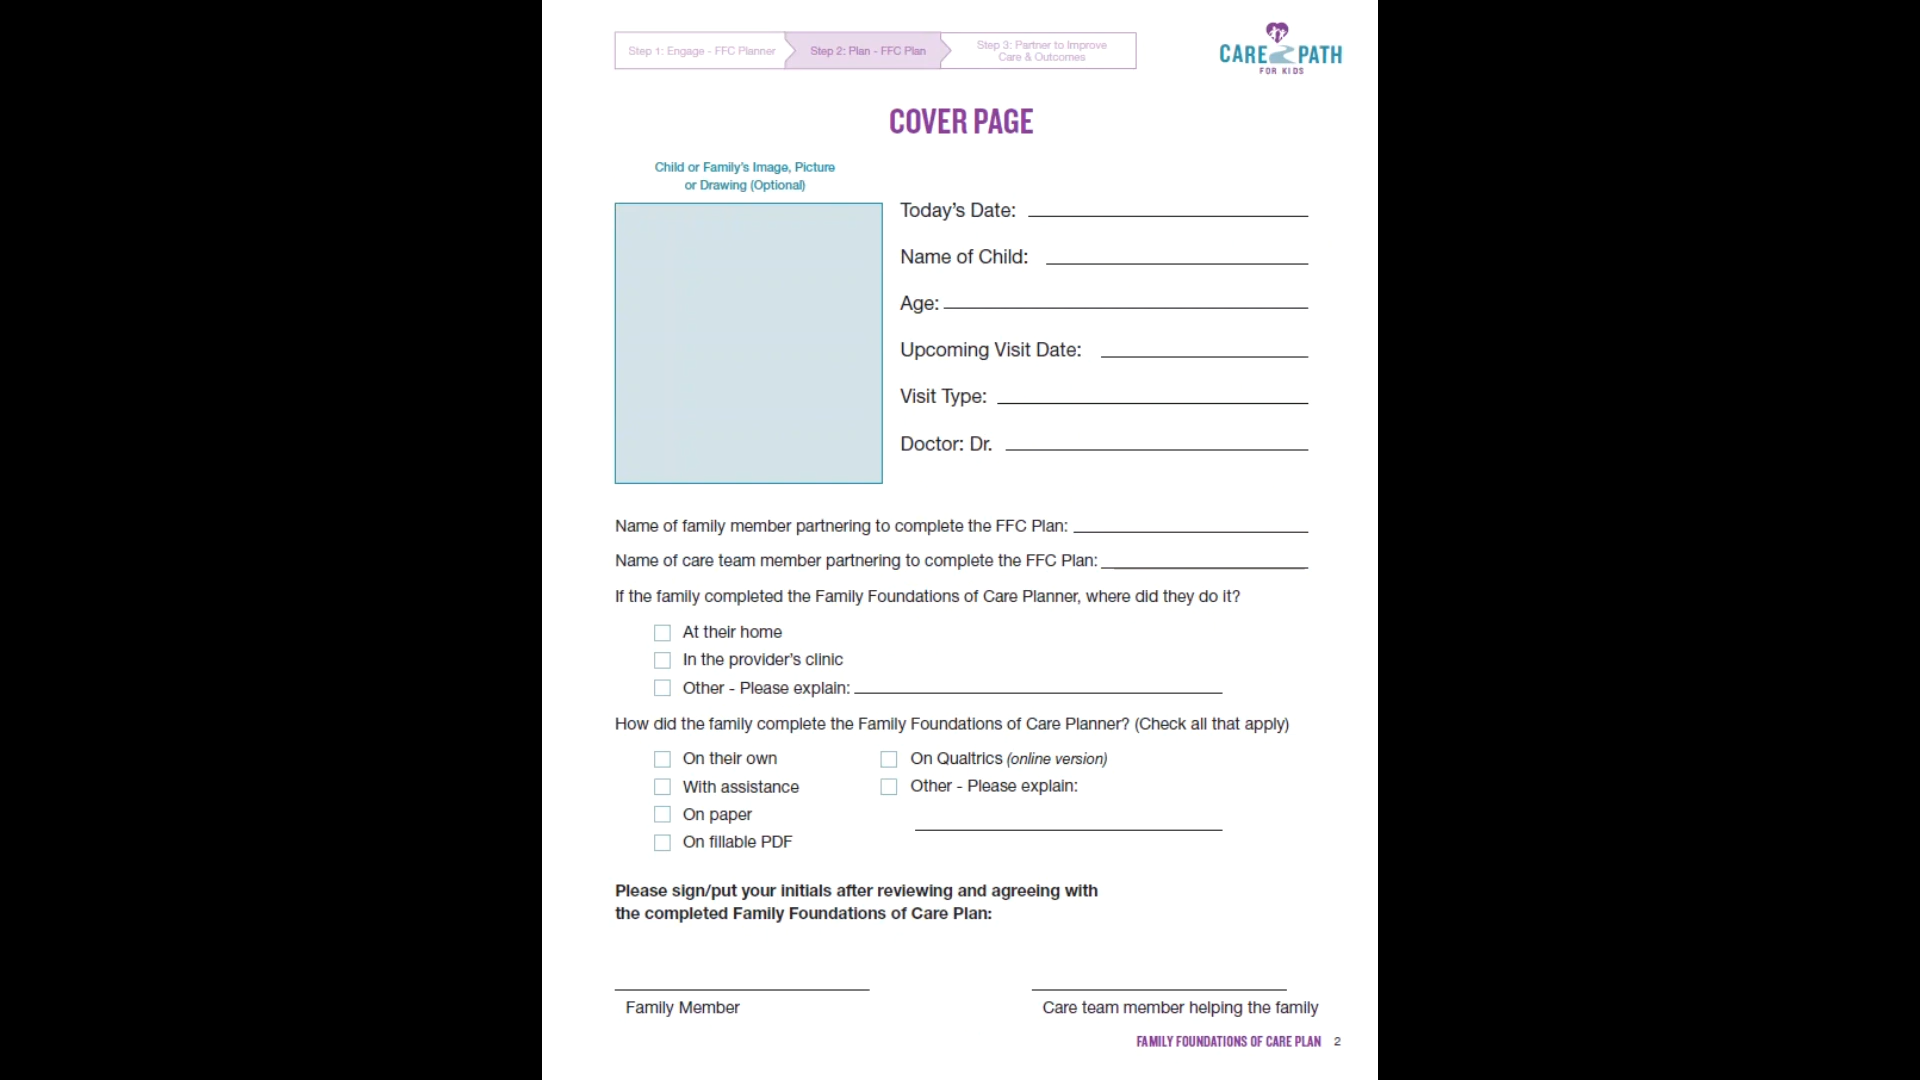 Step 1: Engage - FFC Planner
Step 2: Plan - FFC Plan
Step 3: Partner to Improve
Care & Outcomes
CARE PATH
FOR KIDS
COVER PAGE
Child or Family's Image, Picture
or Drawing (Optional)
Today's Date:
Name of Child:
Age:
Upcoming Visit Date:
Visit Type:
Doctor: Dr.
Name of family member partnering to complete the FFC Plan:
Name of care team member partnering to complete the FFC Plan:
If the family completed the Family Foundations of Care Planner, where did they do it?
At their home
In the provider's clinic
Other - Please explain:
How did the family complete the Family Foundations of Care Planner? (Check all that apply)
On their own
With assistance
On paper
On fillable PDF
On Qualtrics (online version)
Other - Please explain:
Please sign/put your initials after reviewing and agreeing with
the completed Family Foundations of Care Plan:
Family Member
Care team member helping the family
FAMILY FOUNDATIONS OF CARE PLAN 2